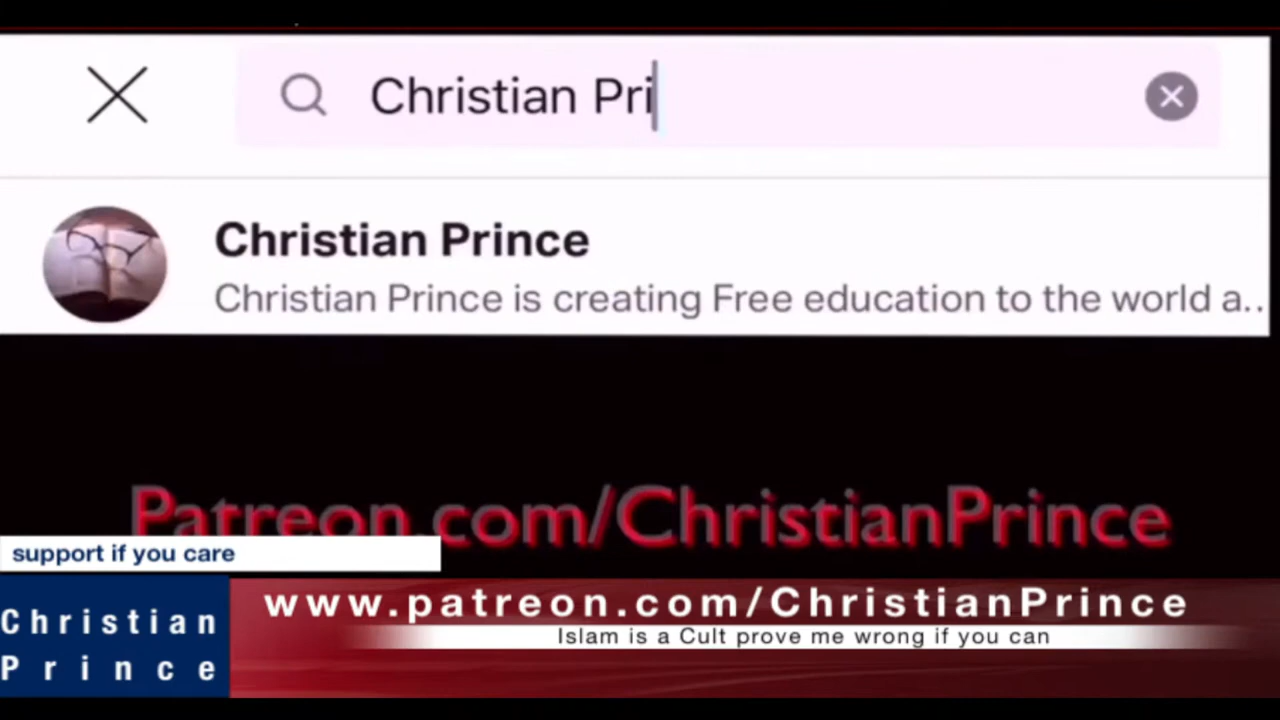 Christian Pri
Christian Prince
Christian Prince is creating Free education to the world a..
Patreon.com/ChristianPrince
support if you care
Christian
Prince
www.patreon.com/ChristianPrince
Islam is a Cult prove me wrong if you can